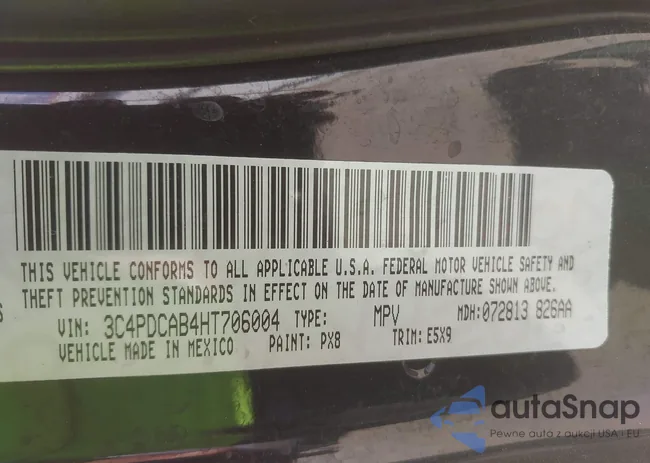 THIS VEHICLE CONFORMS TO ALL APPLICABLE U.S.A. FEDERAL MOTOR VEHICLE SAFETY AND
THEFT PREVENTION STANDARDS IN EFFECT ON THE DATE OF MANUFACTURE SHOWN ABOVE.
VIN: 3C4PDCAB4HT706004 TYPE: MPV MDH:072813 826AA
VEHICLE MADE IN MEXICO PAINT: PX8 TRIM: E5X9
autaSnap
Pewne auta z aukcji USA i EU